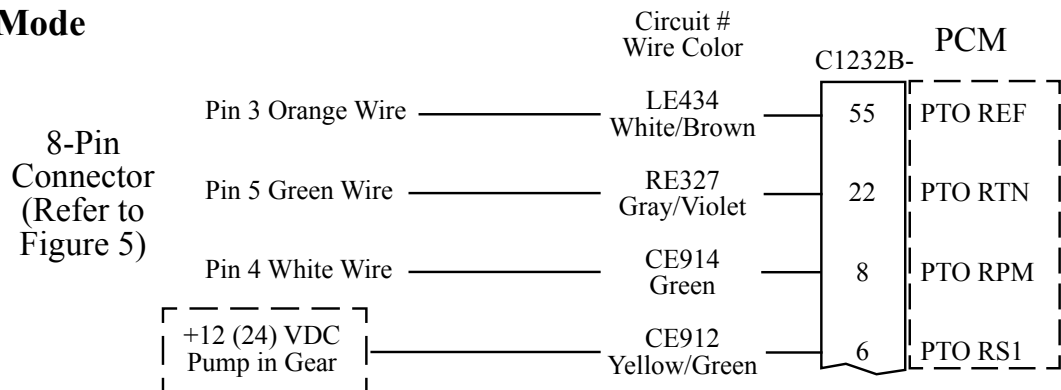 Mode
Circuit #
Wire Color
C1232B-
PCM
8-Pin
Connector
(Refer to
Figure 5)
Pin 3 Orange Wire
LE434
White/Brown
55
PTO REF
Pin 5 Green Wire
RE327
Gray/Violet
22
PTO RTN
Pin 4 White Wire
CE914
Green
8
PTO RPM
+12 (24) VDC
Pump in Gear
CE912
Yellow/Green
6
PTO RS1